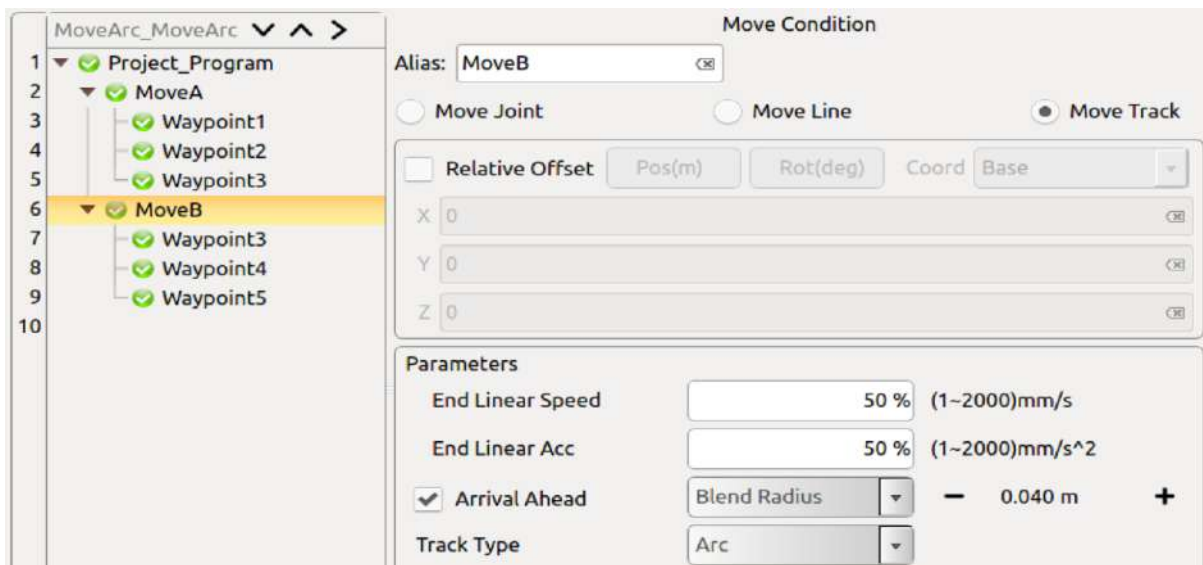 MoveArc_MoveArc
Move Condition
1 Project_Program
2 MoveA
3 Waypoint1
4 Waypoint2
5 Waypoint3
6 MoveB
7 Waypoint3
8 Waypoint4
9 Waypoint5
10
Alias: MoveB
Move Joint Move Line Move Track
Relative Offset Pos(m) Rot(deg) Coord Base
X 0
Y 0
Z 0
Parameters
End Linear Speed 50 % (1~2000)mm/s
End Linear Acc 50 % (1~2000)mm/s^2
Arrival Ahead Blend Radius − 0.040 m +
Track Type Arc